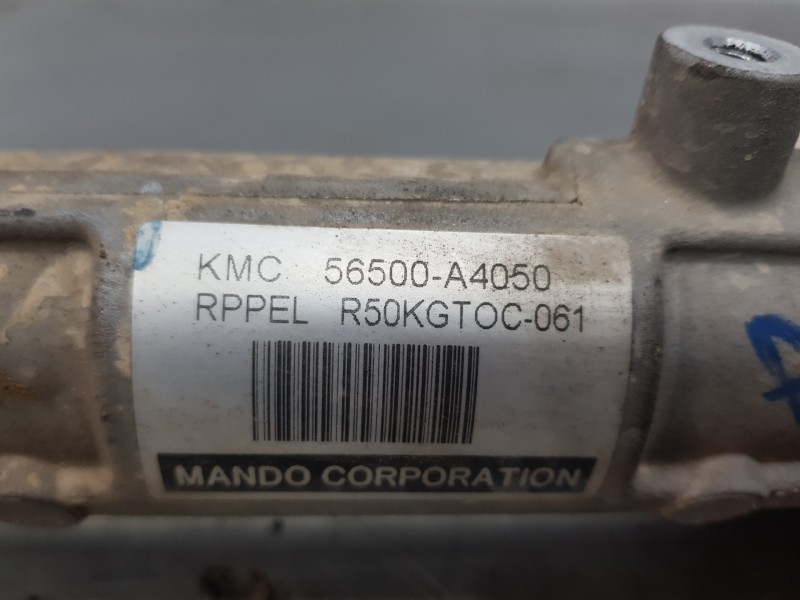 KMC 56500-A4050
RPPEL R50KGTOC-061
MANDO CORPORATION